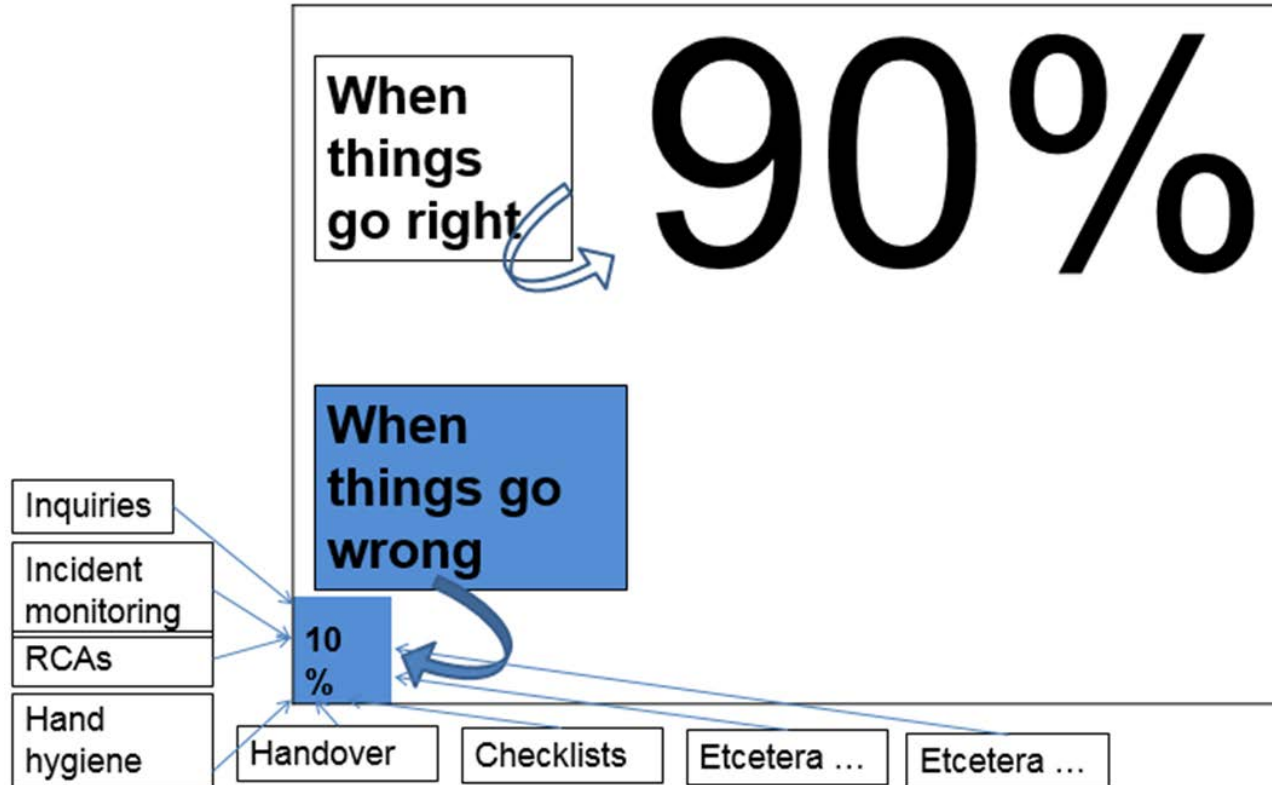 When
things
go right
90%
When
things go
wrong
Inquiries
Incident
monitoring
RCAs
Hand
hygiene
10
%
Handover
Checklists
Etcetera ...
Etcetera ...